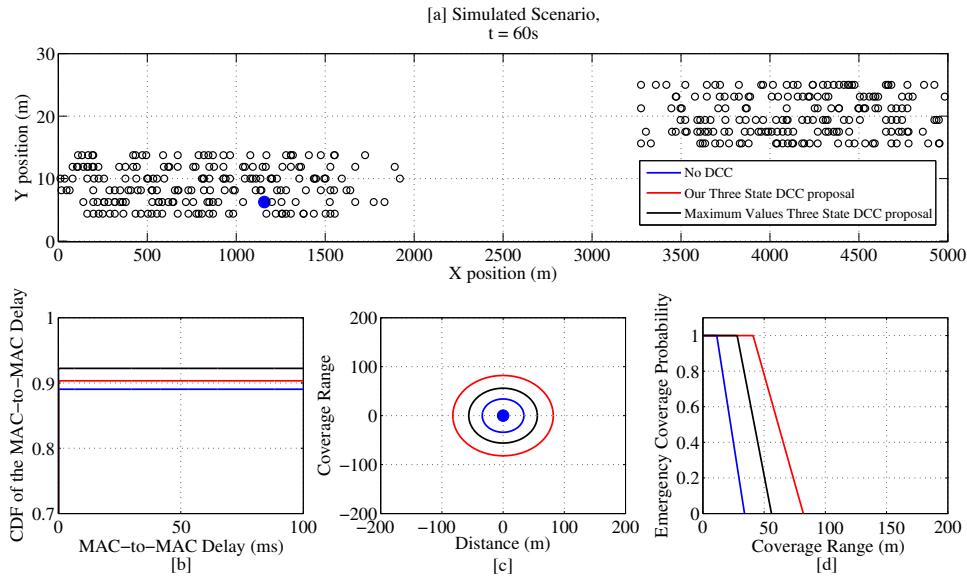 [a] Simulated Scenario,
t = 60s
30
20
10
0
Y position (m)
0
500
1000
1500
2000
2500
3000
3500
4000
4500
5000
X position (m)
No DCC
Our Three State DCC proposal
Maximum Values Three State DCC proposal
1
0.9
0.8
0.7
CDF of the MAC−to−MAC Delay
0
50
100
MAC−to−MAC Delay (ms)
[b]
200
100
0
−100
−200
Coverage Range
−200
−100
0
100
200
Distance (m)
[c]
1
0.8
0.6
0.4
0.2
0
Emergency Coverage Probability
0
50
100
150
200
Coverage Range (m)
[d]